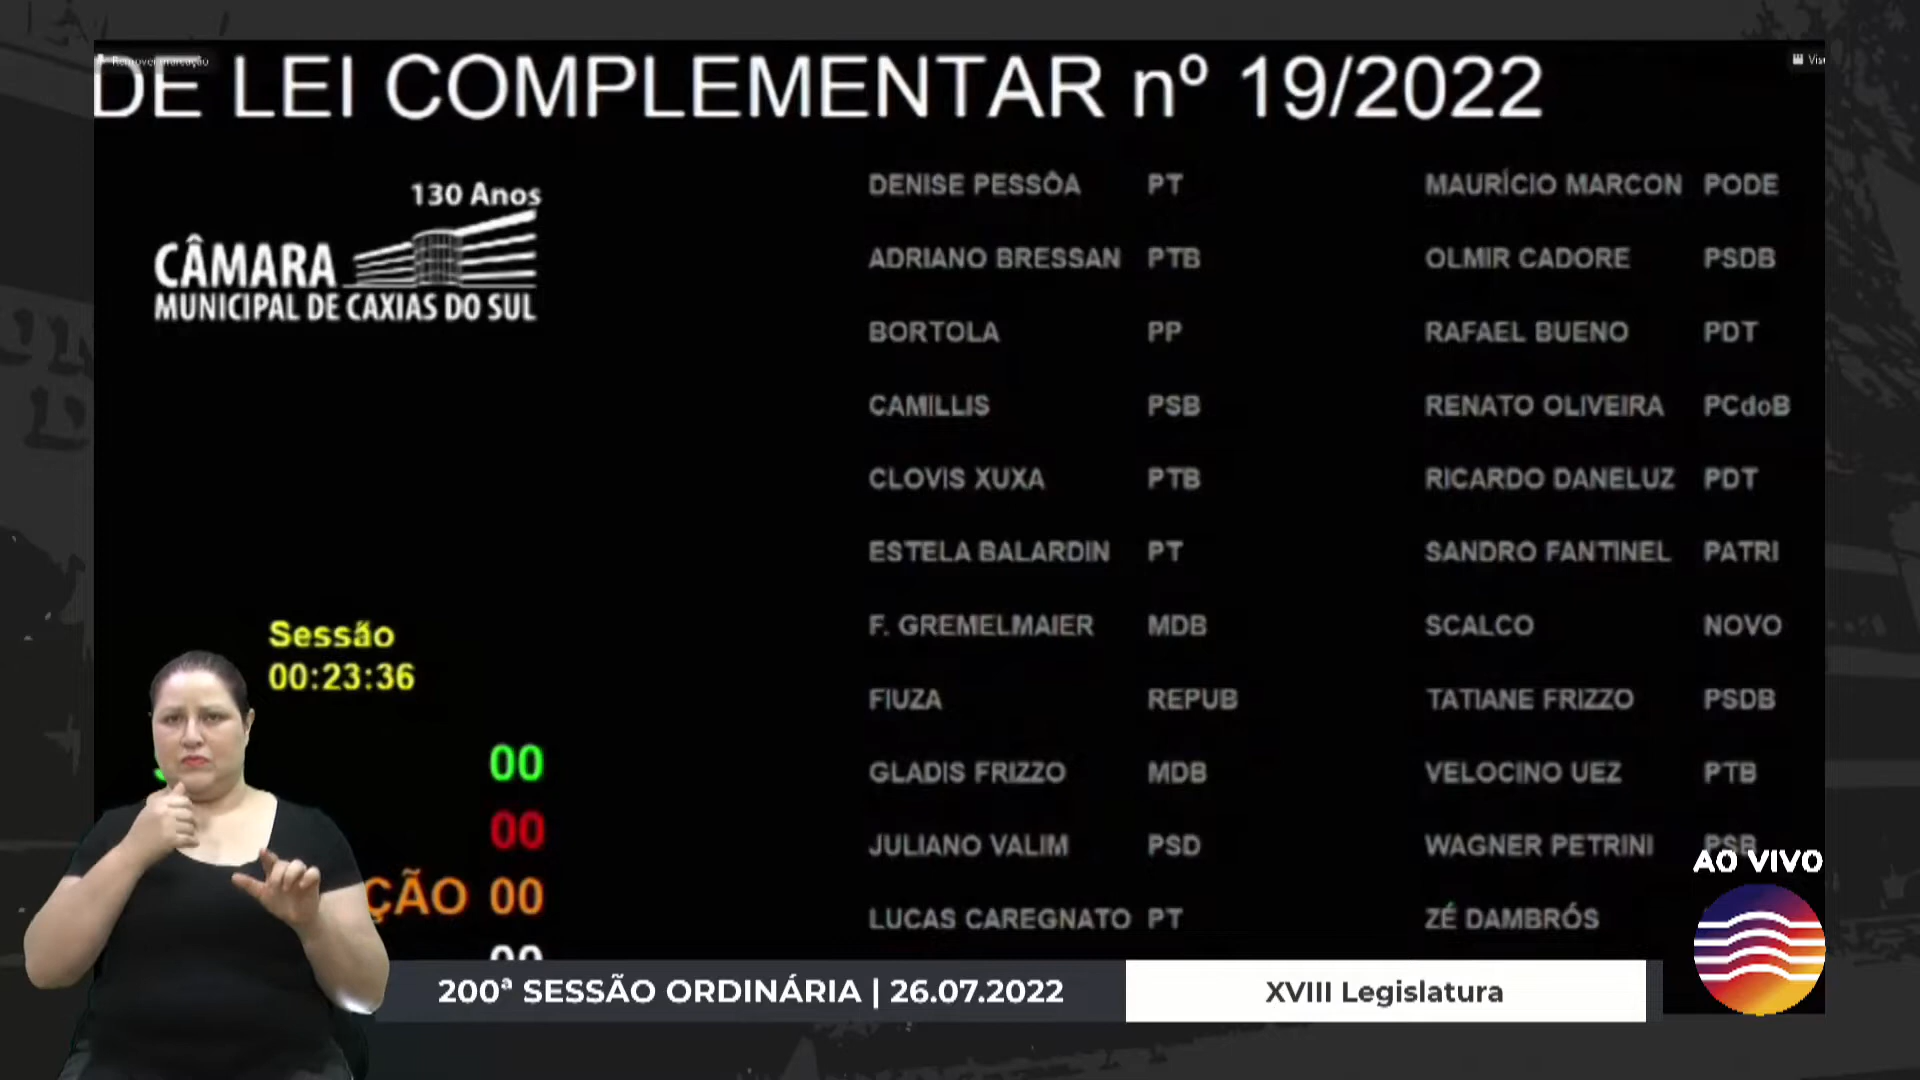 Remover marcação
DE LEI COMPLEMENTAR nº 19/2022
130 Anos
CÂMARA
MUNICIPAL DE CAXIAS DO SUL
DENISE PESSÔA PT
ADRIANO BRESSAN PTB
BORTOLA PP
CAMILLIS PSB
CLOVIS XUXA PTB
ESTELA BALARDIN PT
F. GREMELMAIER MDB
FIUZA REPUB
GLADIS FRIZZO MDB
JULIANO VALIM PSD
LUCAS CAREGNATO PT
MAURÍCIO MARCON PODE
OLMIR CADORE PSDB
RAFAEL BUENO PDT
RENATO OLIVEIRA PCdoB
RICARDO DANELUZ PDT
SANDRO FANTINEL PATRI
SCALCO NOVO
TATIANE FRIZZO PSDB
VELOCINO UEZ PTB
WAGNER PETRINI PSB
ZÉ DAMBRÓS
Sessão
00:23:36
00
00
ÇÃO 00
00
AO VIVO
200ª SESSÃO ORDINÁRIA | 26.07.2022
XVIII Legislatura